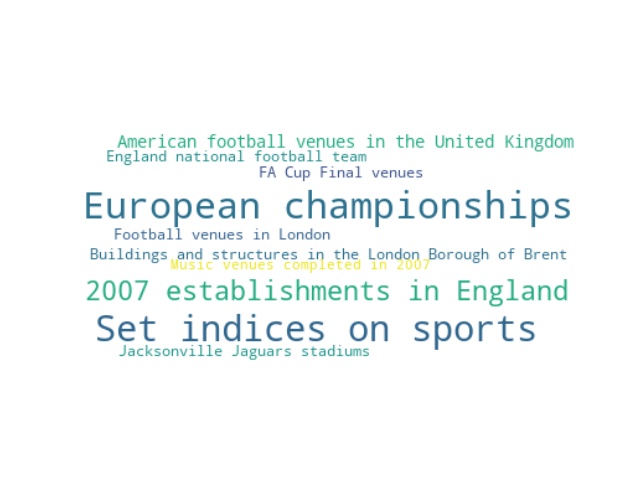 American football venues in the United Kingdom
England national football team
FA Cup Final venues
European championships
Football venues in London
Buildings and structures in the London Borough of Brent
Music venues completed in 2007
2007 establishments in England
Set indices on sports
Jacksonville Jaguars stadiums